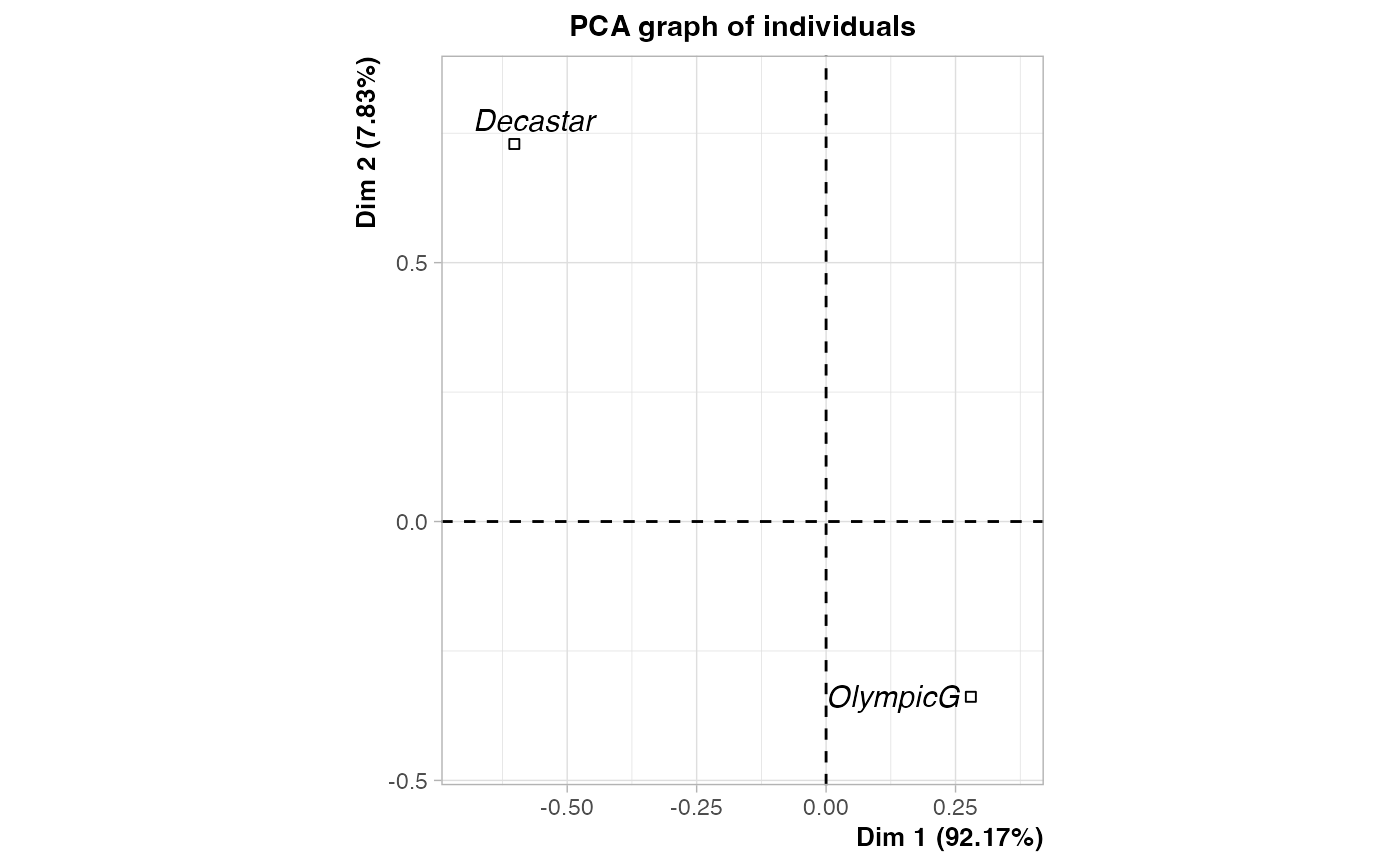 PCA graph of individuals
Dim 2 (7.83%)
Decastar
0.5
0.0
OlympicG
-0.5
-0.50
-0.25
0.00
0.25
Dim 1 (92.17%)